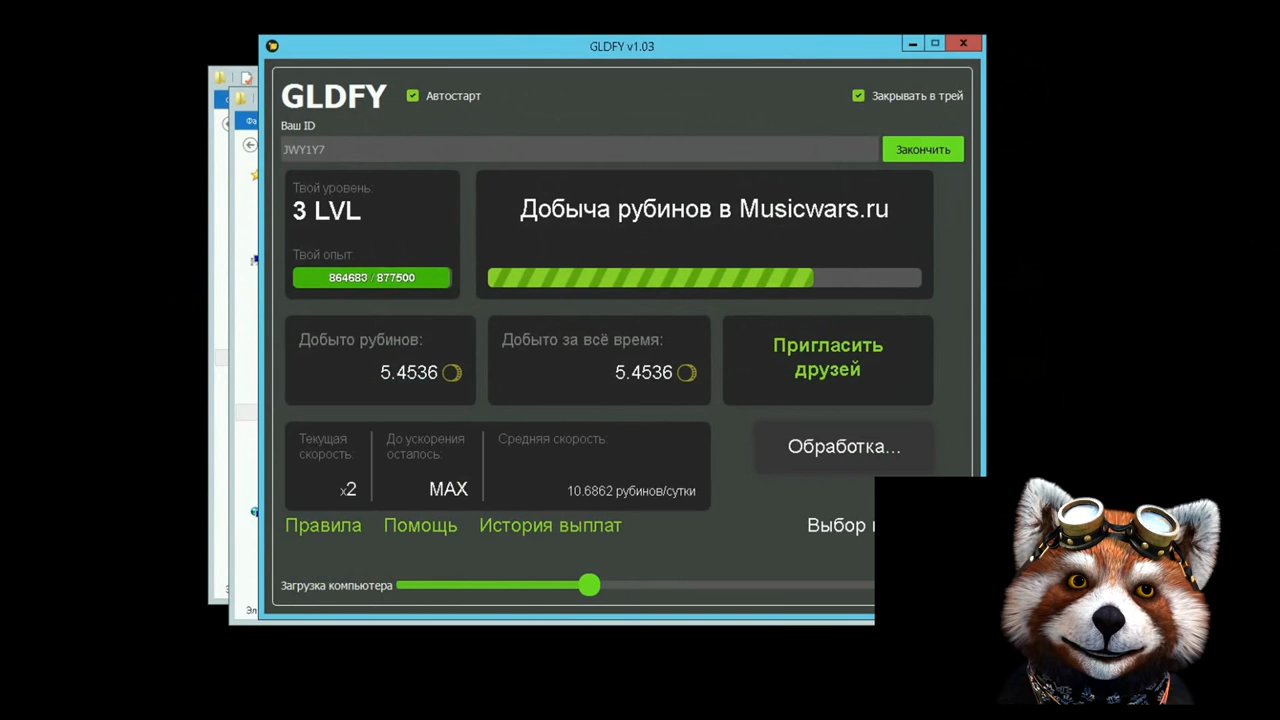 GLDFY v1.03
GLDFY
Автостарт
Закрывать в трей
Ваш ID
JWY1Y7
Закончить
Твой уровень:
3 LVL
Твой опыт:
864683 / 877500
Добыча рубинов в Musicwars.ru
Добыто рубинов:
5.4536
Добыто за всё время:
5.4536
Пригласить
друзей
Текущая
скорость:
x2
До ускорения
осталось:
MAX
Средняя скорость:
10.6862 рубинов/сутки
Обработка...
Правила
Помощь
История выплат
Выбор
Загрузка компьютера
Фа
Эл